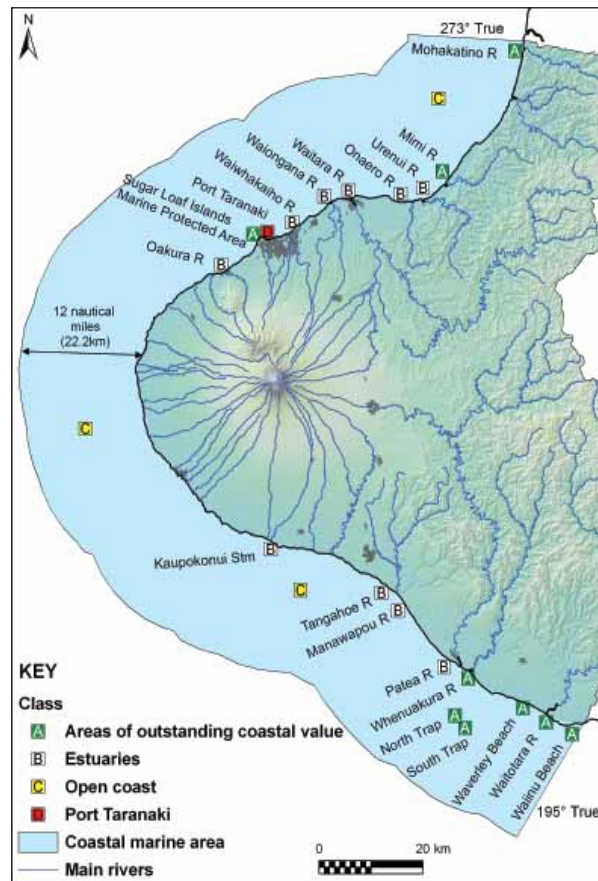 N
273° True
Mohakatino R
C
A
Mimi R
Urenui R
Onaero R
Waitara R
Waiongana R
Waiwhakaiho R
Port Taranaki
Sugar Loaf Islands
Marine Protected Area
Oakura R
A
B
B
B
B
B
A
D
B
12 nautical
miles
(22.2km)
C
Kaupokonui Stm
B
C
Tangahoe R
B
Manawapou R
B
Patea R
B
Whenuakura R
A
North Trap
A
South Trap
A
Waverley Beach
A
Waitotara R
A
Waiinu Beach
A
195° True
KEY
Class
A Areas of outstanding coastal value
B Estuaries
C Open coast
D Port Taranaki
Coastal marine area
Main rivers
0 20 km